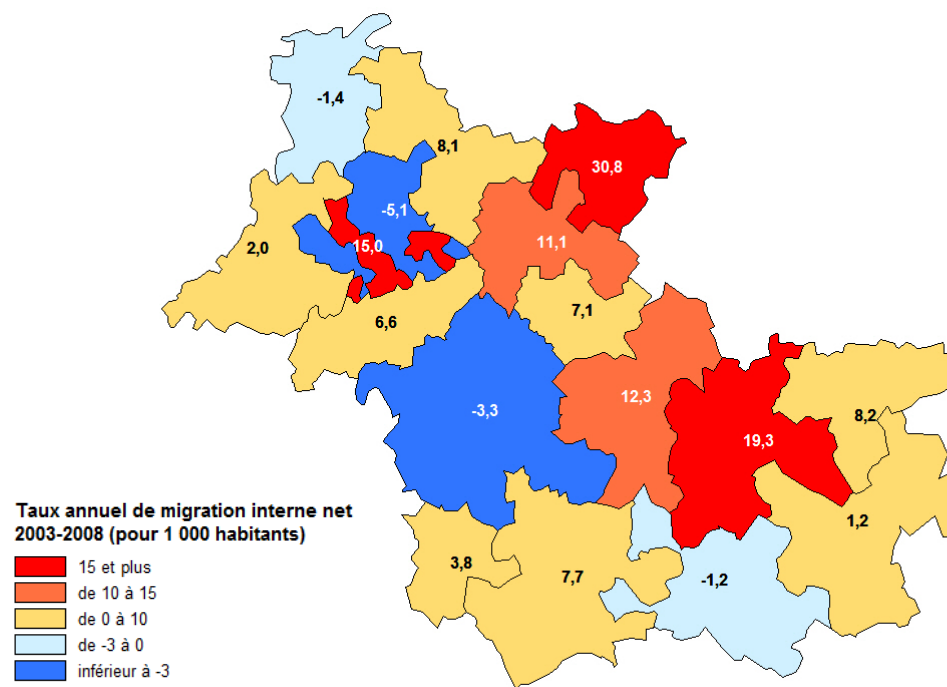 -1,4
8,1
30,8
-5,1
2,0
15,0
11,1
6,6
7,1
-3,3
12,3
19,3
8,2
1,2
3,8
7,7
-1,2
Taux annuel de migration interne net
2003-2008 (pour 1 000 habitants)
15 et plus
de 10 à 15
de 0 à 10
de -3 à 0
inférieur à -3